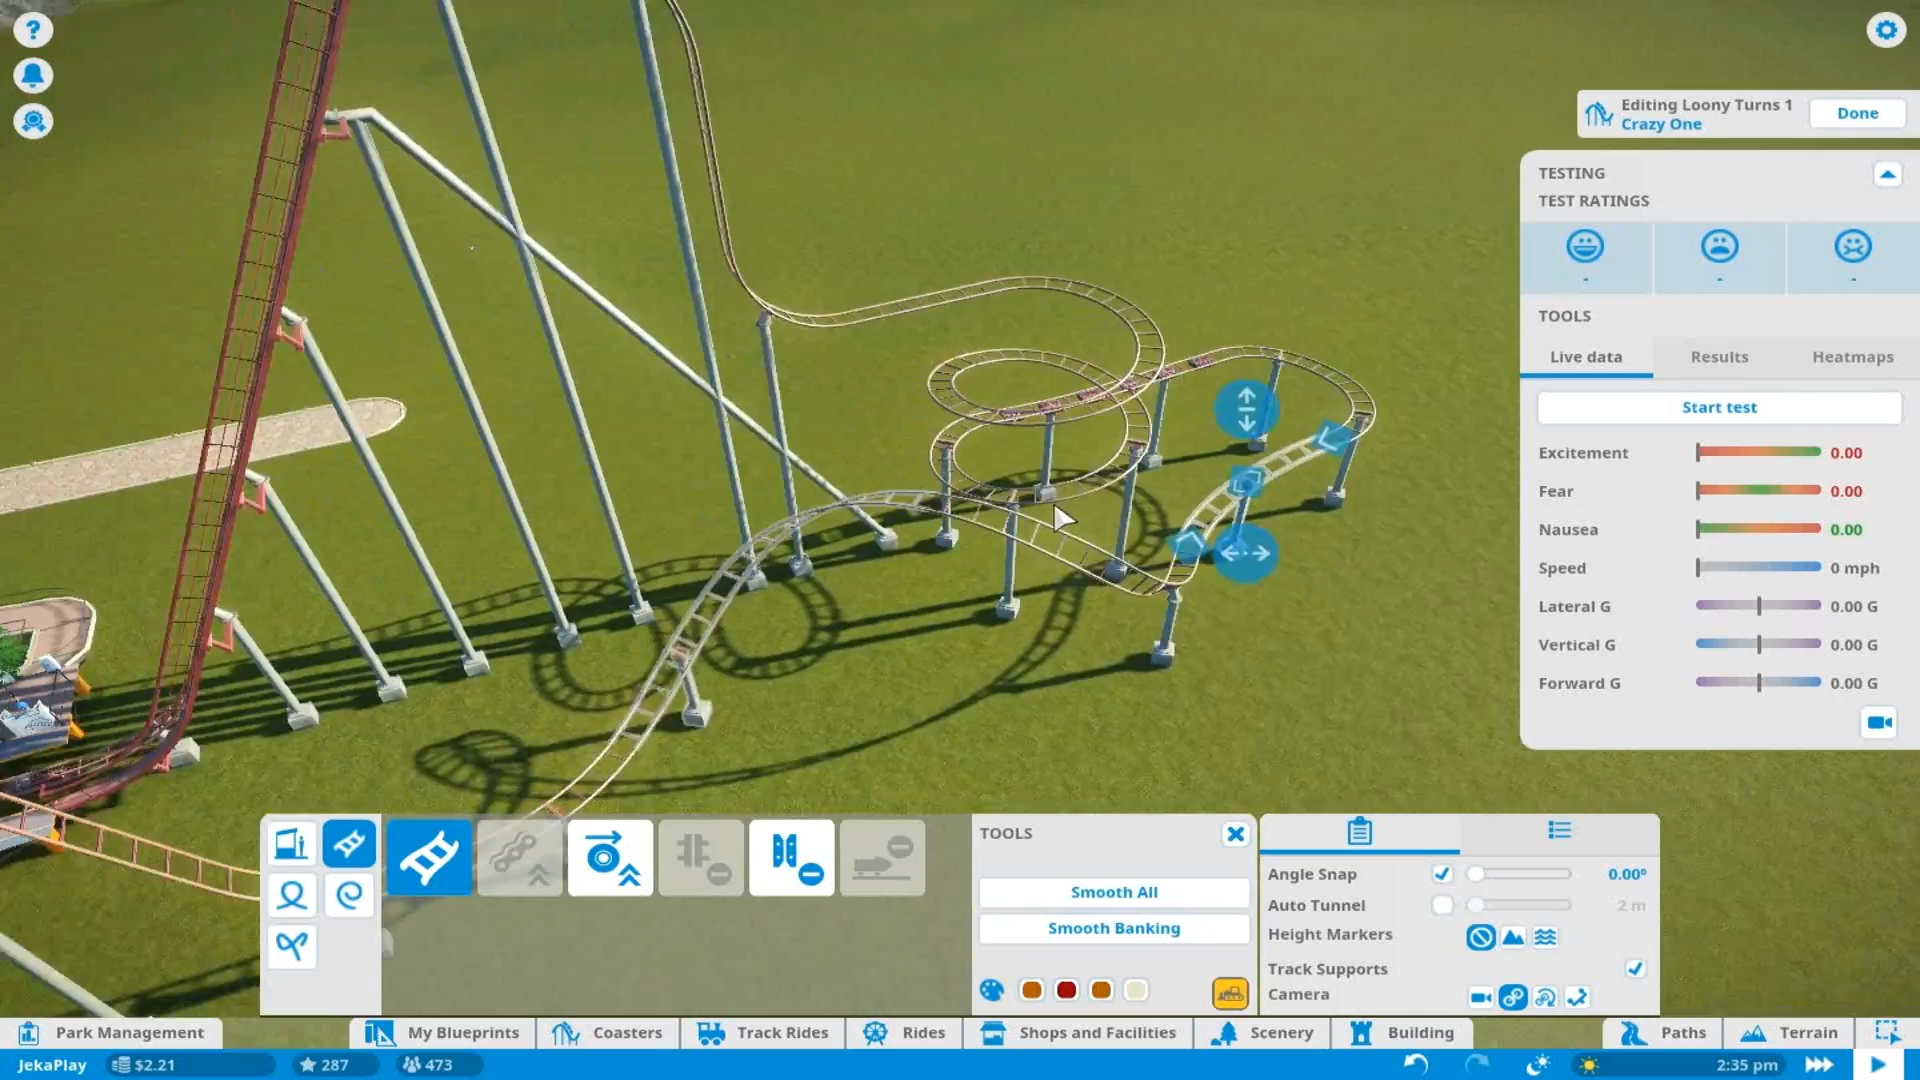 ?
Editing Loony Turns 1
Crazy One
Done
TESTING
TEST RATINGS
- - -
TOOLS
Live data Results Heatmaps
Start test
Excitement 0.00
Fear 0.00
Nausea 0.00
Speed 0 mph
Lateral G 0.00 G
Vertical G 0.00 G
Forward G 0.00 G
TOOLS
Smooth All
Smooth Banking
Angle Snap 0.00°
Auto Tunnel 2 m
Height Markers
Track Supports
Camera
Park Management My Blueprints Coasters Track Rides Rides Shops and Facilities Scenery Building Paths Terrain
JekaPlay $2.21 287 473 2:35 pm